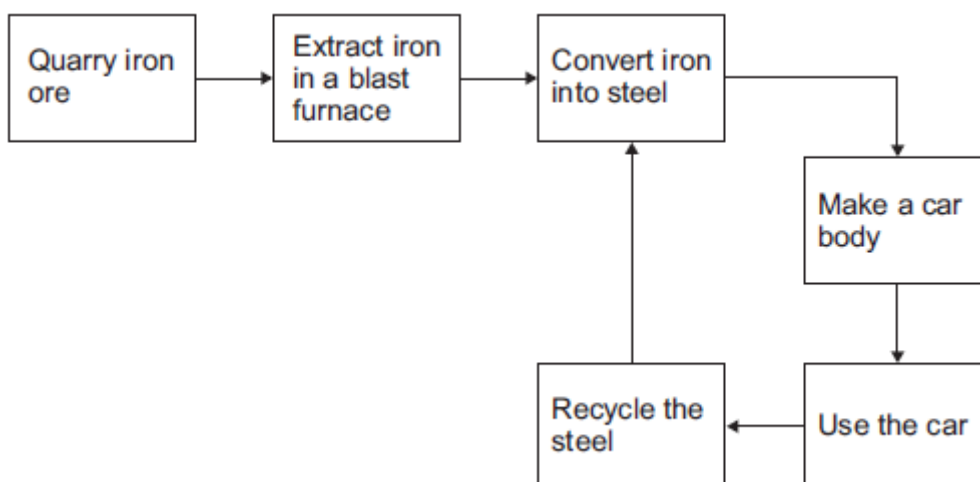 Quarry iron
ore
Extract iron
in a blast
furnace
Convert iron
into steel
Make a car
body
Use the car
Recycle the
steel